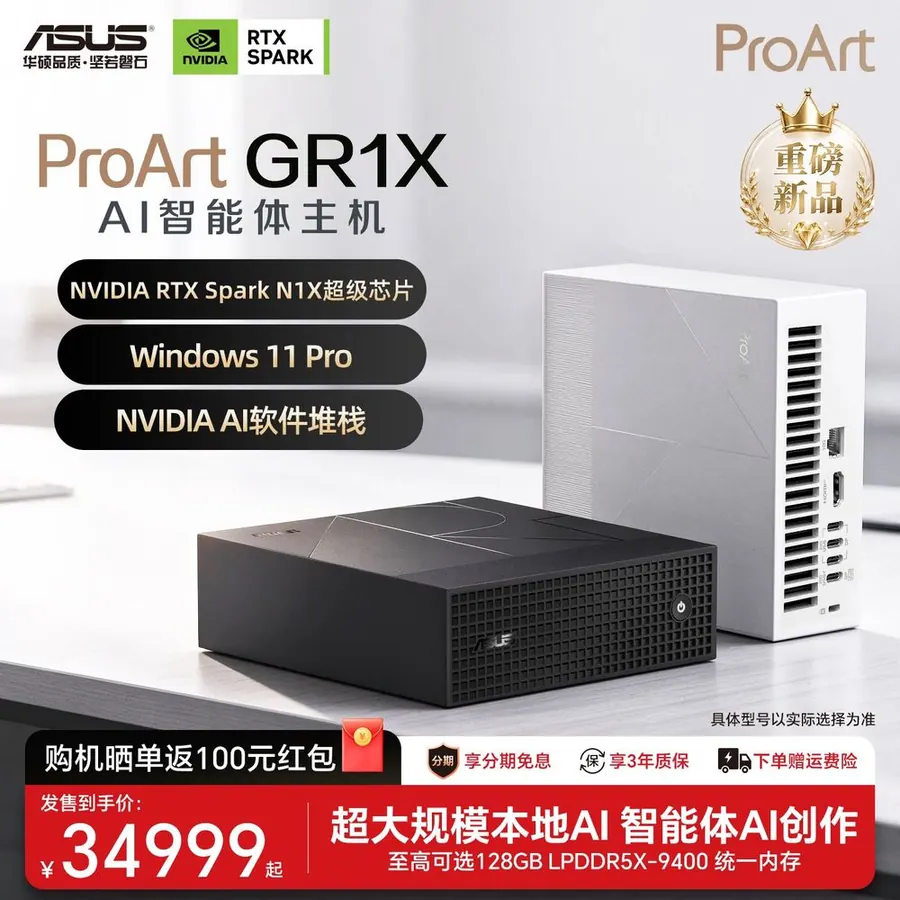 ASUS
华硕品质·坚若磐石
NVIDIA
RTX
SPARK
ProArt
ProArt GR1X
AI智能体主机
重磅
新品
NVIDIA RTX Spark N1X超级芯片
Windows 11 Pro
NVIDIA AI软件堆栈
ASUS
具体型号以实际选择为准
购机晒单返100元红包
¥
分期
享分期免息
保
享3年质保
下单赠运费险
发售到手价:
¥34999起
超大规模本地AI 智能体AI创作
至高可选128GB LPDDR5X-9400 统一内存